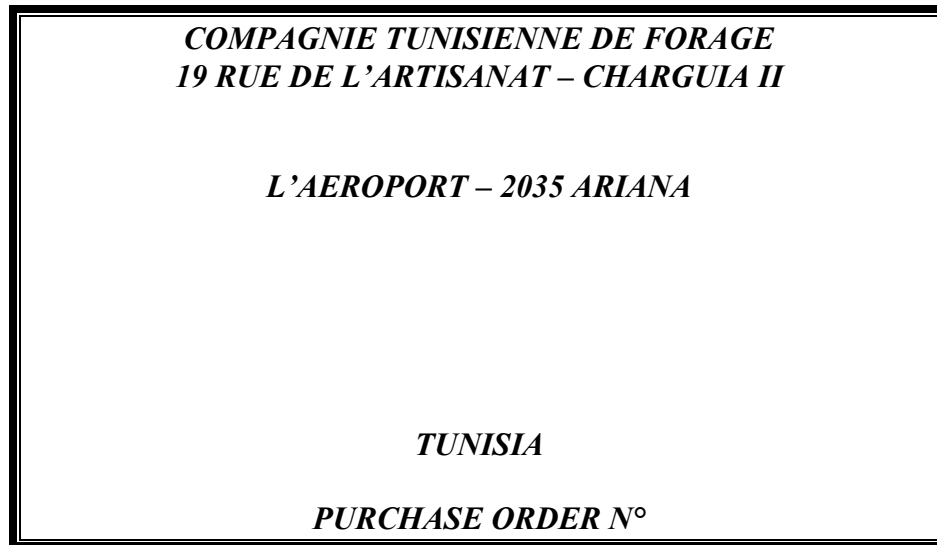 COMPAGNIE TUNISIENNE DE FORAGE
19 RUE DE L’ARTISANAT – CHARGUIA II
L’AEROPORT – 2035 ARIANA
TUNISIA
PURCHASE ORDER N°